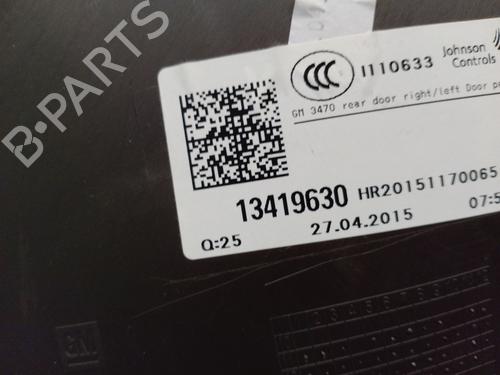 I110633
Johnson
Controls
GM 3470 rear door right/left Door
13419630 HR20151170065
Q:25 27.04.2015 07:5
B-PARTS
GM